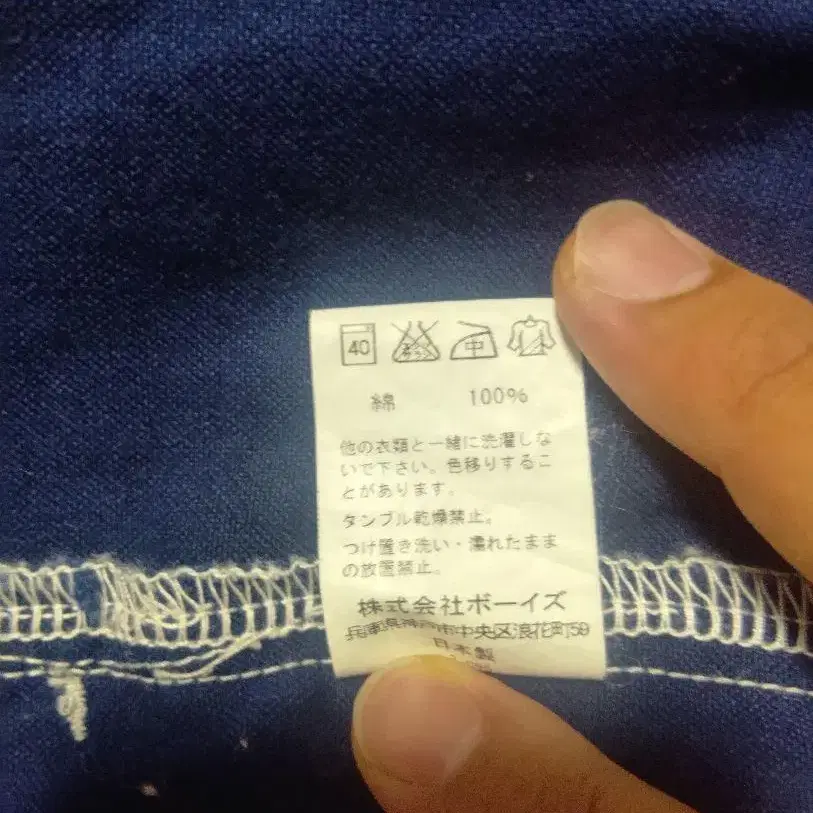 40 中
綿 100%
他の衣類と一緒に洗濯しな
いで下さい。色移りするこ
とがあります。
タンブル乾燥禁止。
つけ置き洗い・濡れたまま
の放置禁止。
株式会社ボーイズ
兵庫県神戸市中央区浪花町59
日本製